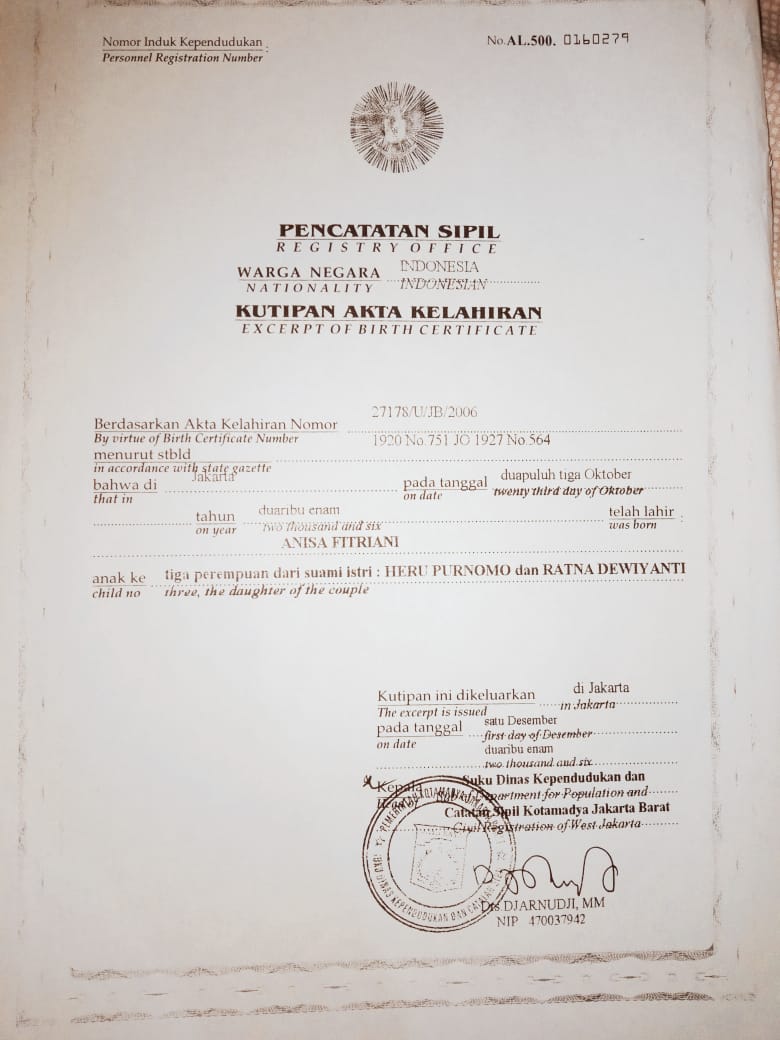 Nomor Induk Kependudukan :
Personnel Registration Number
No.AL.500. 0160279
PENCATATAN SIPIL
REGISTRY OFFICE
WARGA NEGARA INDONESIA
NATIONALITY INDONESIAN
KUTIPAN AKTA KELAHIRAN
EXCERPT OF BIRTH CERTIFICATE
27178/U/JB/2006
Berdasarkan Akta Kelahiran Nomor
By virtue of Birth Certificate Number
1920 No.751 JO 1927 No.564
menurut stbld
in accordance with state gazette
bahwa di Jakarta pada tanggal duapuluh tiga Oktober
that in on date twenty third day of Oktober
tahun duaribu enam telah lahir :
on year two thousand and six was born
ANISA FITRIANI
anak ke tiga perempuan dari suami istri : HERU PURNOMO dan RATNA DEWIYANTI
child no three, the daughter of the couple
Kutipan ini dikeluarkan di Jakarta
The excerpt is issued in Jakarta
pada tanggal satu Desember
on date first day of Desember
duaribu enam
two thousand and six
Kepala Suku Dinas Kependudukan dan
Department for Population and
Catatan Sipil Kotamadya Jakarta Barat
Civil Registration of West Jakarta
DINAS KEPENDUDUKAN DAN
Drs.DJARNUDJI, MM
NIP 470037942